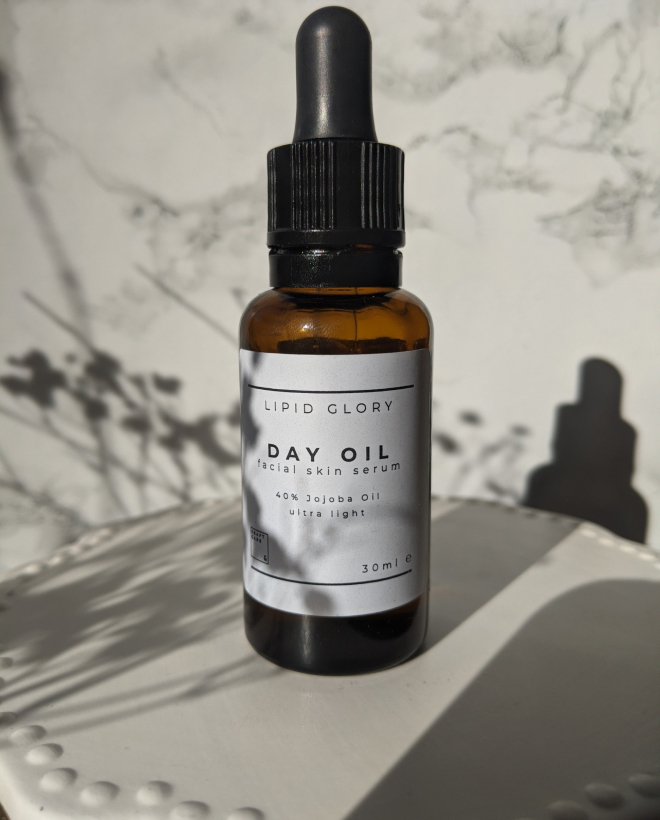 LIPID GLORY
DAY OIL
facial skin serum
40% Jojoba Oil
ultra light
30ml e